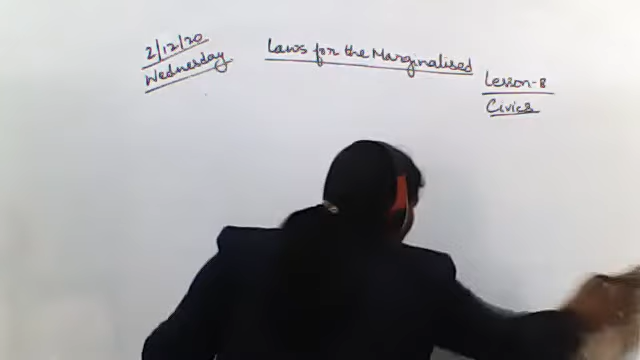 2/12/20
Wednesday
Laws for the Marginalised
Lesson-8
Civics